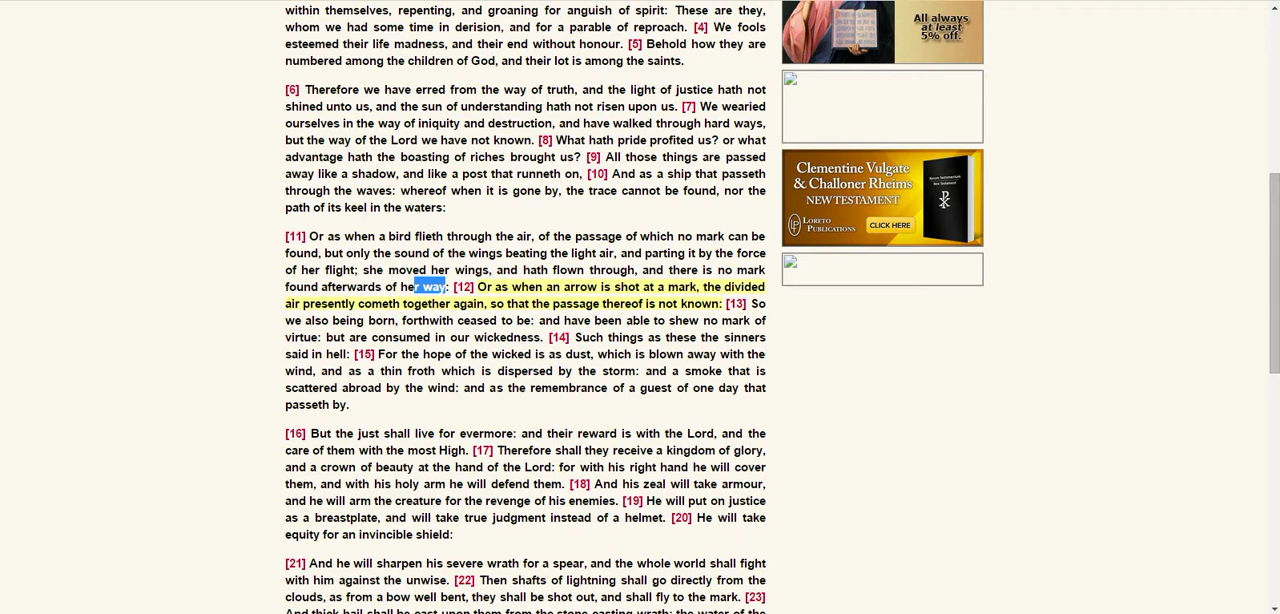 within themselves, repenting, and groaning for anguish of spirit: These are they,
whom we had some time in derision, and for a parable of reproach. [4] We fools
esteemed their life madness, and their end without honour. [5] Behold how they are
numbered among the children of God, and their lot is among the saints.
[6] Therefore we have erred from the way of truth, and the light of justice hath not
shined unto us, and the sun of understanding hath not risen upon us. [7] We wearied
ourselves in the way of iniquity and destruction, and have walked through hard ways,
but the way of the Lord we have not known. [8] What hath pride profited us? or what
advantage hath the boasting of riches brought us? [9] All those things are passed
away like a shadow, and like a post that runneth on, [10] And as a ship that passeth
through the waves: whereof when it is gone by, the trace cannot be found, nor the
path of its keel in the waters:
[11] Or as when a bird flieth through the air, of the passage of which no mark can be
found, but only the sound of the wings beating the light air, and parting it by the force
of her flight; she moved her wings, and hath flown through, and there is no mark
found afterwards of her way: [12] Or as when an arrow is shot at a mark, the divided
air presently cometh together again, so that the passage thereof is not known: [13] So
we also being born, forthwith ceased to be: and have been able to shew no mark of
virtue: but are consumed in our wickedness. [14] Such things as these the sinners
said in hell: [15] For the hope of the wicked is as dust, which is blown away with the
wind, and as a thin froth which is dispersed by the storm: and a smoke that is
scattered abroad by the wind: and as the remembrance of a guest of one day that
passeth by.
[16] But the just shall live for evermore: and their reward is with the Lord, and the
care of them with the most High. [17] Therefore shall they receive a kingdom of glory,
and a crown of beauty at the hand of the Lord: for with his right hand he will cover
them, and with his holy arm he will defend them. [18] And his zeal will take armour,
and he will arm the creature for the revenge of his enemies. [19] He will put on justice
as a breastplate, and will take true judgment instead of a helmet. [20] He will take
equity for an invincible shield:
[21] And he will sharpen his severe wrath for a spear, and the whole world shall fight
with him against the unwise. [22] Then shafts of lightning shall go directly from the
clouds, as from a bow well bent, they shall be shot out, and shall fly to the mark. [23]
And thick hail shall be cast upon them from the stone casting wrath: the water of the
All always
at least
5% off.
Clementine Vulgate
& Challoner Rheims
NEW TESTAMENT
LP LORETO
PUBLICATIONS
CLICK HERE